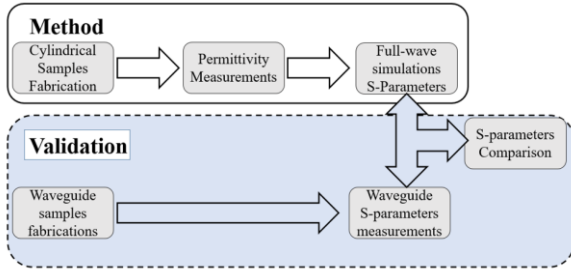 Method
Cylindrical
Samples
Fabrication
Permittivity
Measurements
Full-wave
simulations
S-Parameters
Validation
S-parameters
Comparison
Waveguide
samples
fabrications
Waveguide
S-parameters
measurements